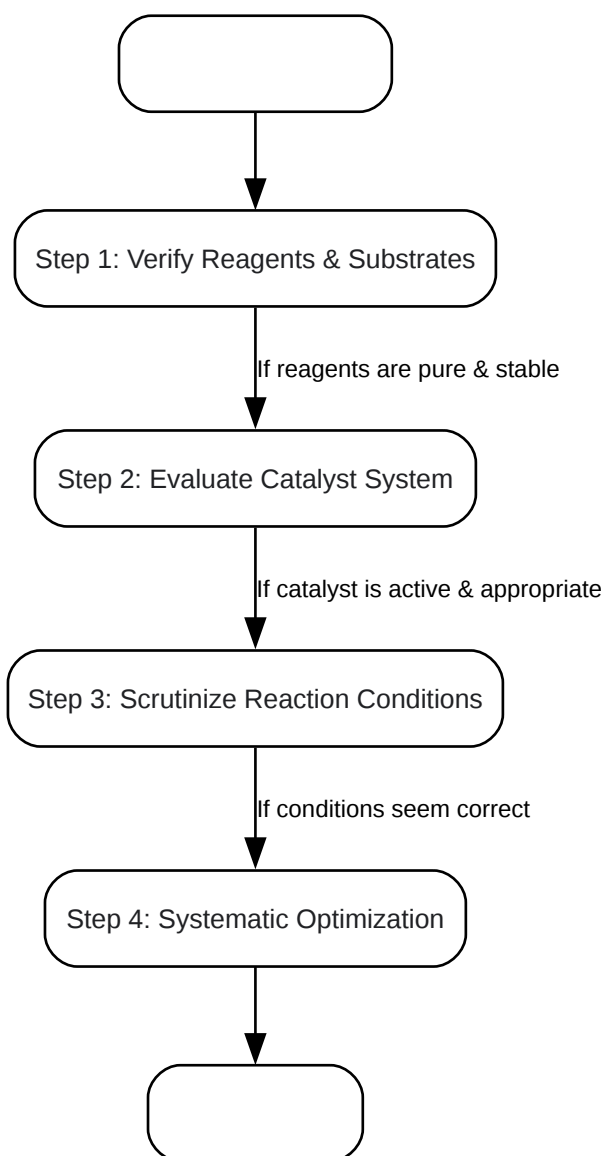 Step 1: Verify Reagents & Substrates
If reagents are pure & stable
Step 2: Evaluate Catalyst System
If catalyst is active & appropriate
Step 3: Scrutinize Reaction Conditions
If conditions seem correct
Step 4: Systematic Optimization